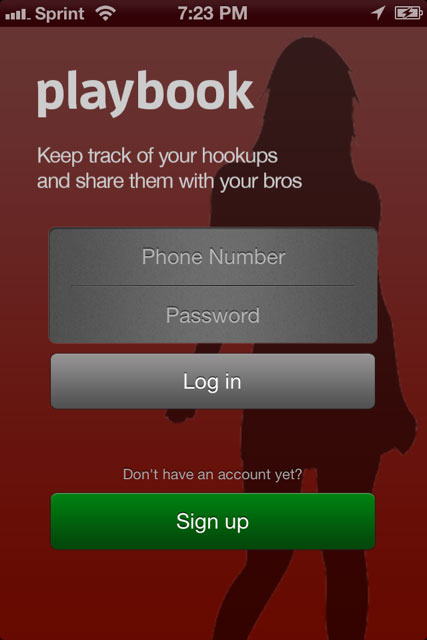 Sprint 7:23 PM
playbook
Keep track of your hookups
and share them with your bros
Phone Number
Password
Log in
Don't have an account yet?
Sign up